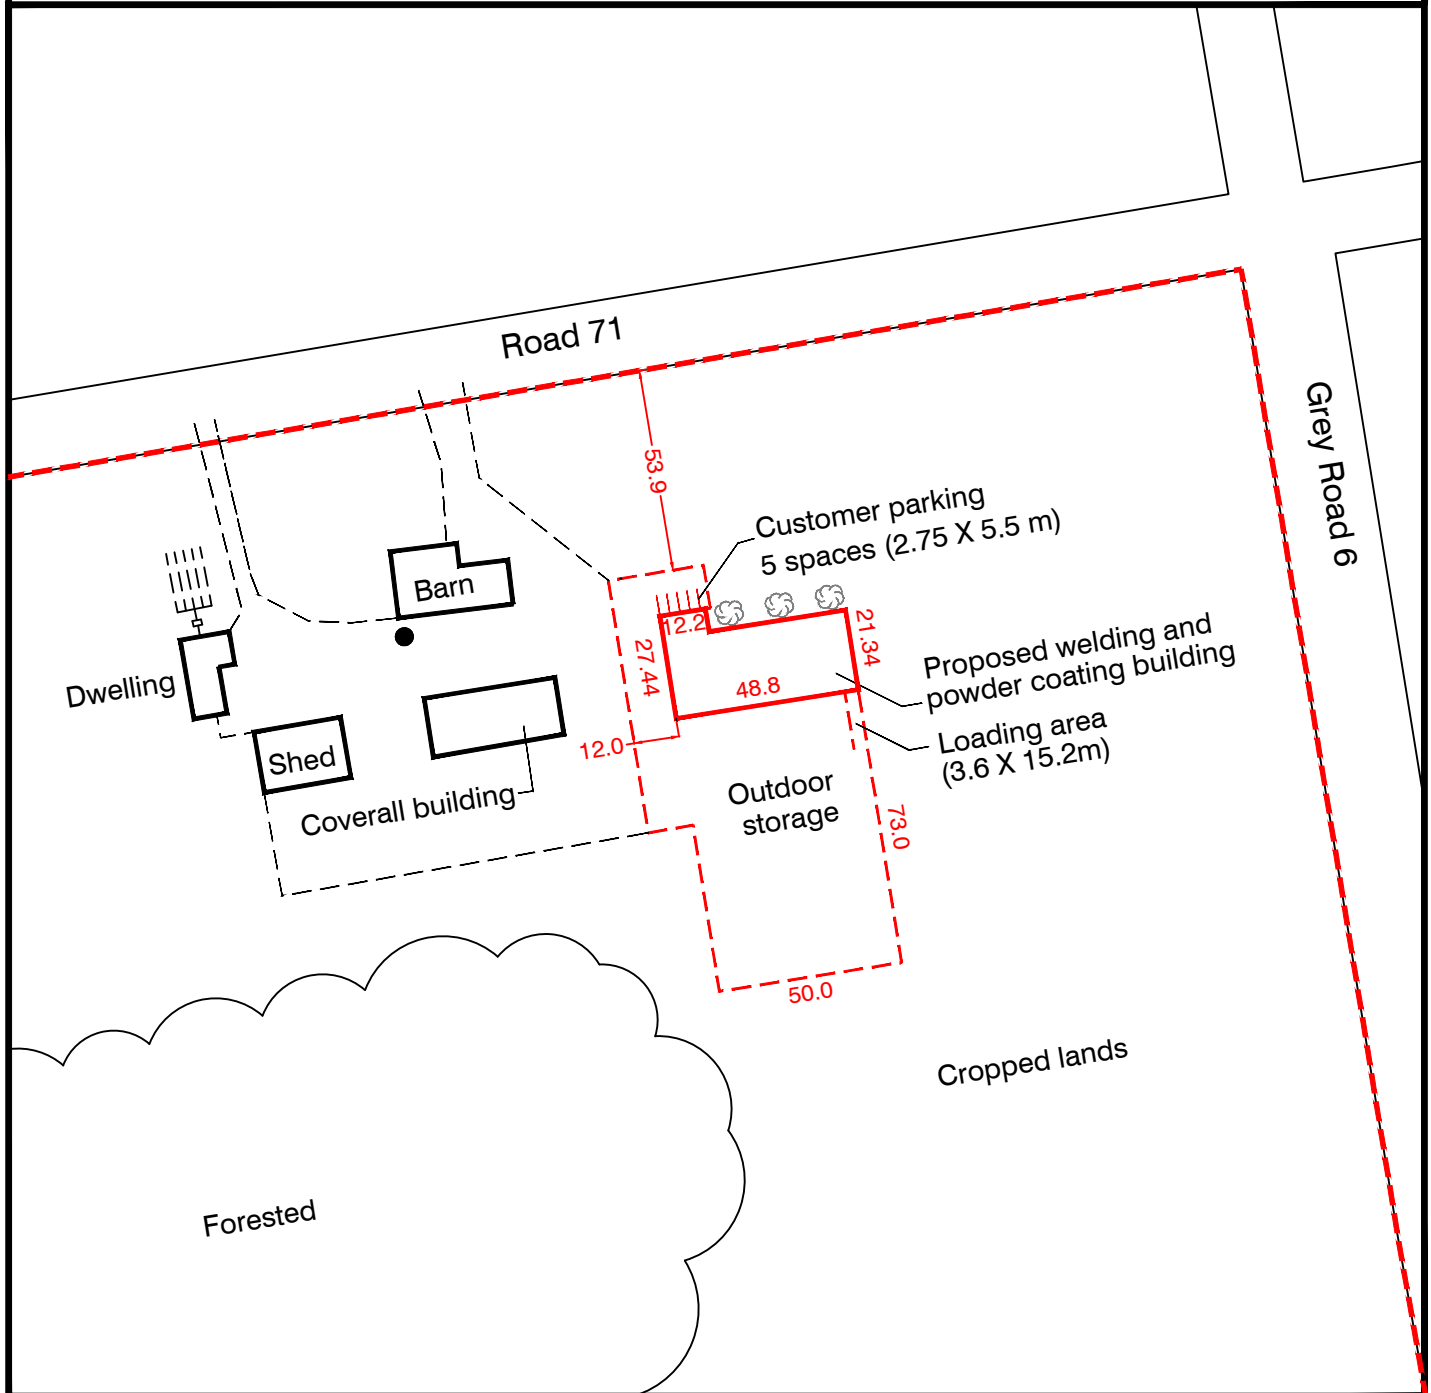 Road 71
Grey Road 6
53.9
Customer parking
5 spaces (2.75 X 5.5 m)
Barn
12.2
21.34
27.44
Proposed welding and
powder coating building
Dwelling
48.8
Loading area
(3.6 X 15.2m)
12.0
Shed
Outdoor
storage
Coverall building
73.0
50.0
Cropped lands
Forested